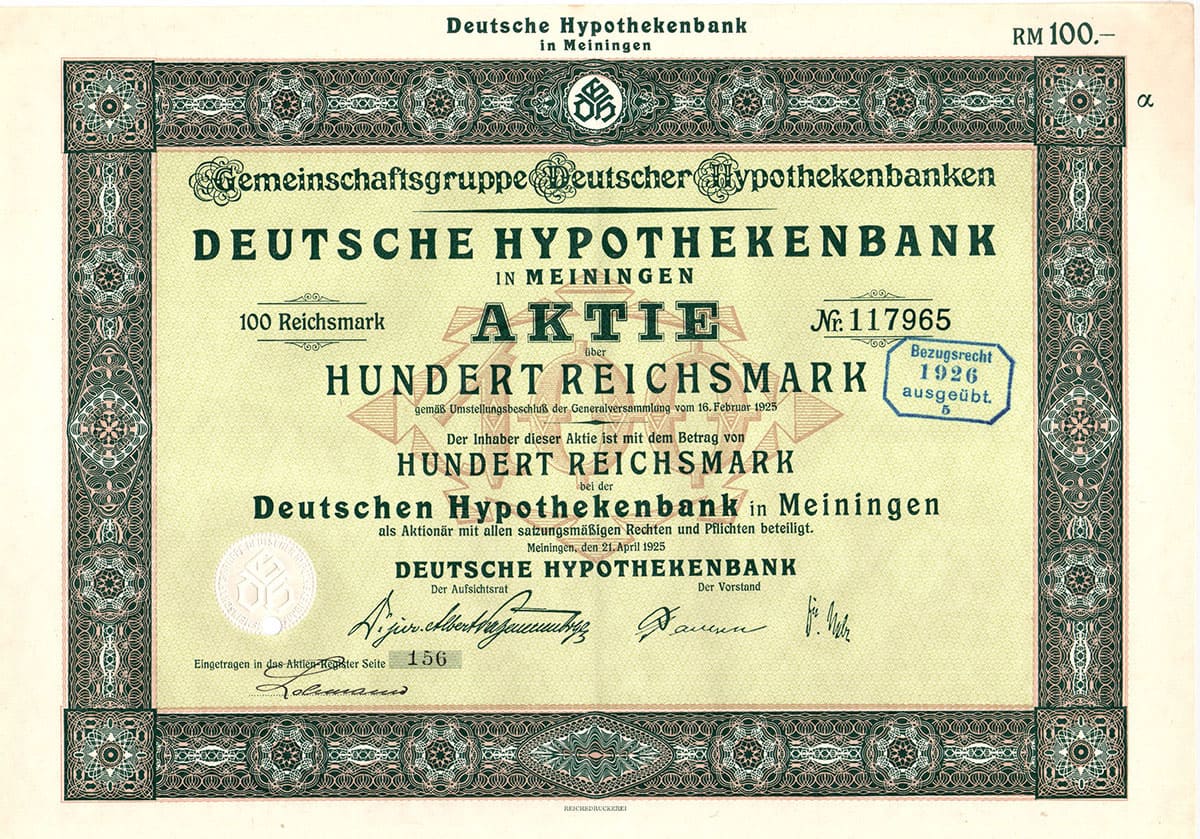 Deutsche Hypothekenbank
in Meiningen
RM 100.—
α
Gemeinschaftsgruppe Deutscher Hypothekenbanken
DEUTSCHE HYPOTHEKENBANK
IN MEININGEN
100 Reichsmark
AKTIE
Nr. 117965
über
HUNDERT REICHSMARK
Bezugsrecht
1926
ausgeübt.
5
gemäß Umstellungsbeschluß der Generalversammlung vom 16. Februar 1925
Der Inhaber dieser Aktie ist mit dem Betrag von
HUNDERT REICHSMARK
bei der
Deutschen Hypothekenbank in Meiningen
als Aktionär mit allen satzungsmäßigen Rechten und Pflichten beteiligt.
Meiningen, den 21. April 1925
DEUTSCHE HYPOTHEKENBANK
Der Aufsichtsrat
Der Vorstand
Eingetragen in das Aktien-Register Seite 156
REICHSDRUCKEREI